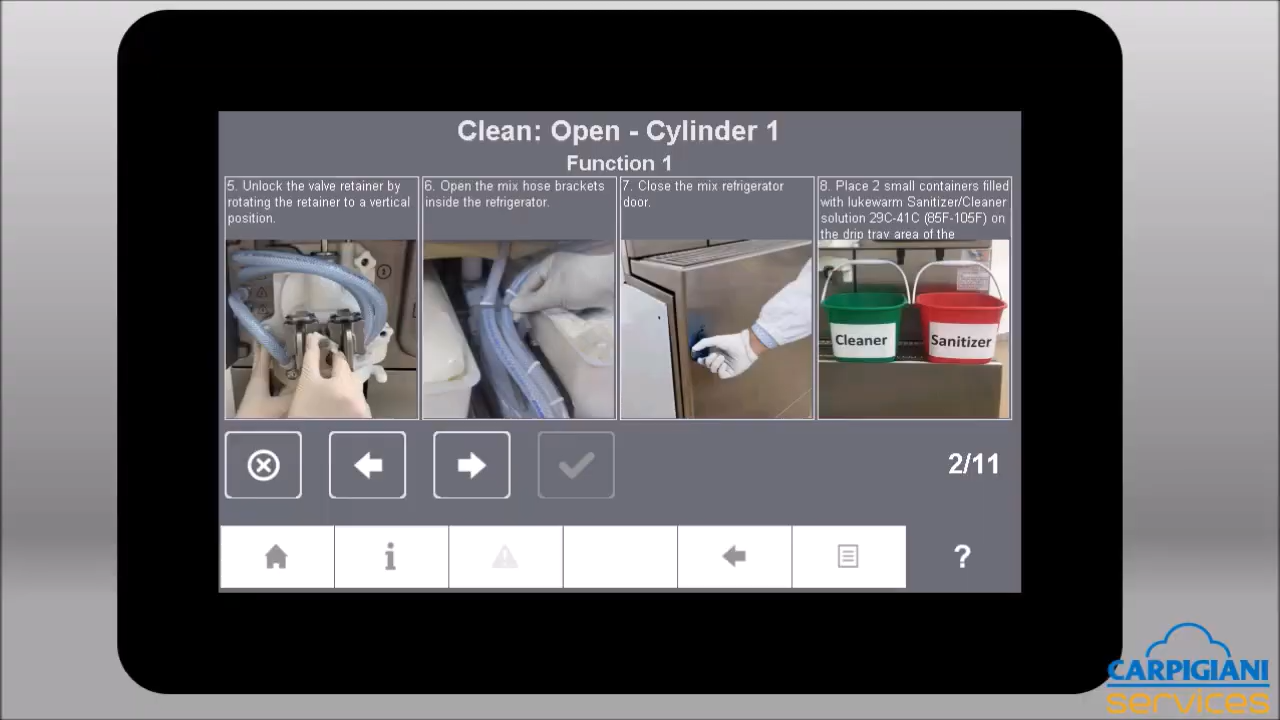 Clean: Open - Cylinder 1
Function 1
5. Unlock the valve retainer by
rotating the retainer to a vertical
position.
6. Open the mix hose brackets
inside the refrigerator.
7. Close the mix refrigerator
door.
8. Place 2 small containers filled
with lukewarm Sanitizer/Cleaner
solution 29C-41C (85F-105F) on
the drip tray area of the
Cleaner
Sanitizer
2/11
?
CARPIGIANI
services